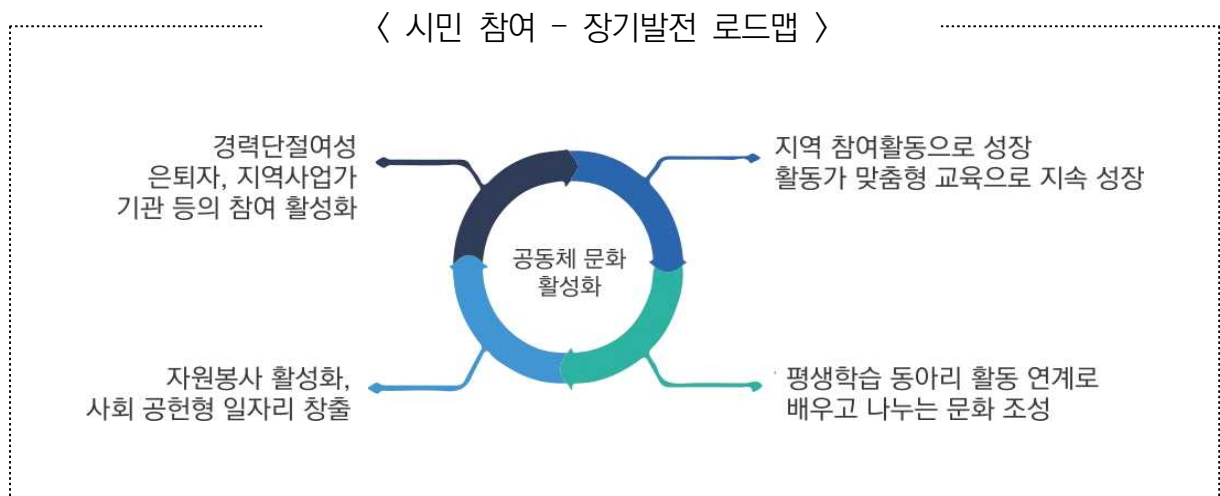 〈 시민 참여 - 장기발전 로드맵 〉
경력단절여성
은퇴자, 지역사업가
기관 등의 참여 활성화
지역 참여활동으로 성장
활동가 맞춤형 교육으로 지속 성장
공동체 문화
활성화
자원봉사 활성화,
사회 공헌형 일자리 창출
평생학습 동아리 활동 연계로
배우고 나누는 문화 조성